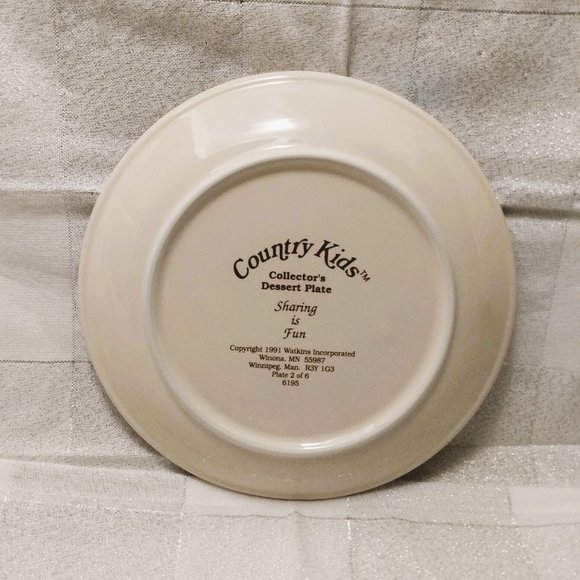 Country Kids™
Collector's
Dessert Plate
Sharing
is
Fun
Copyright 1991 Watkins Incorporated
Winona, MN 55987
Winnipeg, Man. R3Y 1G3
Plate 2 of 6
6195